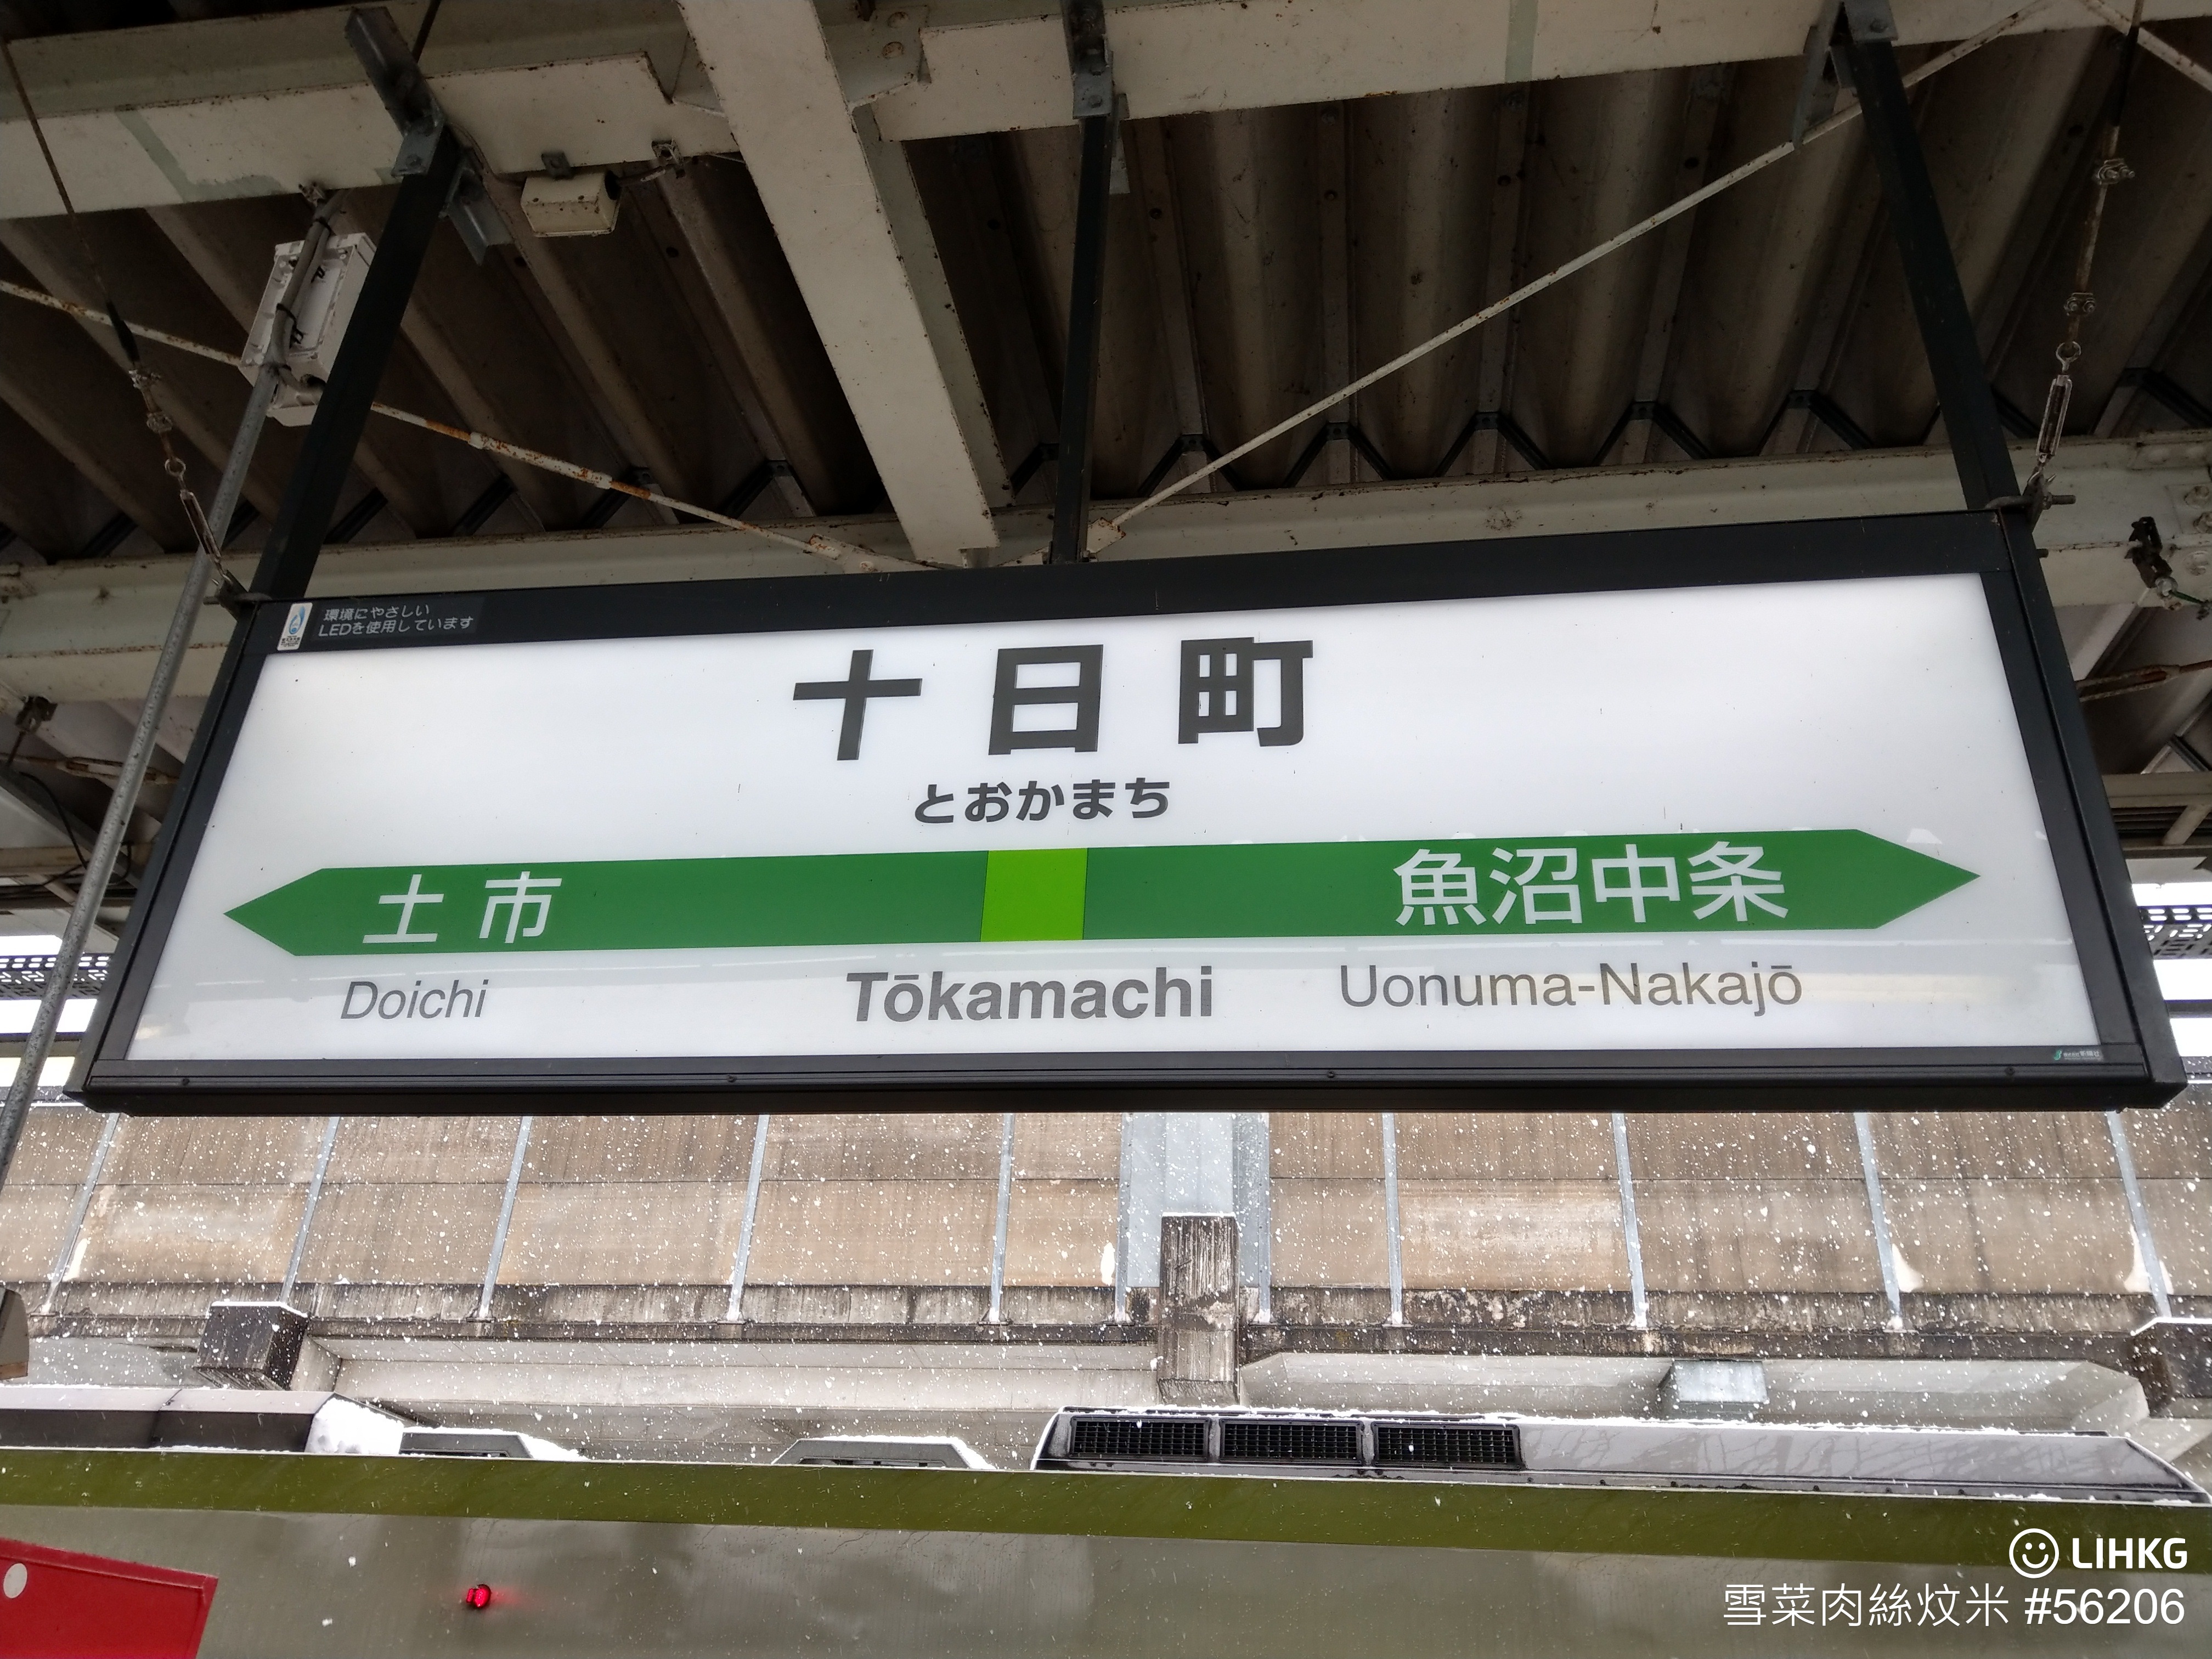 環境にやさしい
LEDを使用しています
十日町
とおかまち
土市
魚沼中条
Doichi
Tōkamachi
Uonuma-Nakajō
LIHKG
雪菜肉絲炆米 #56206